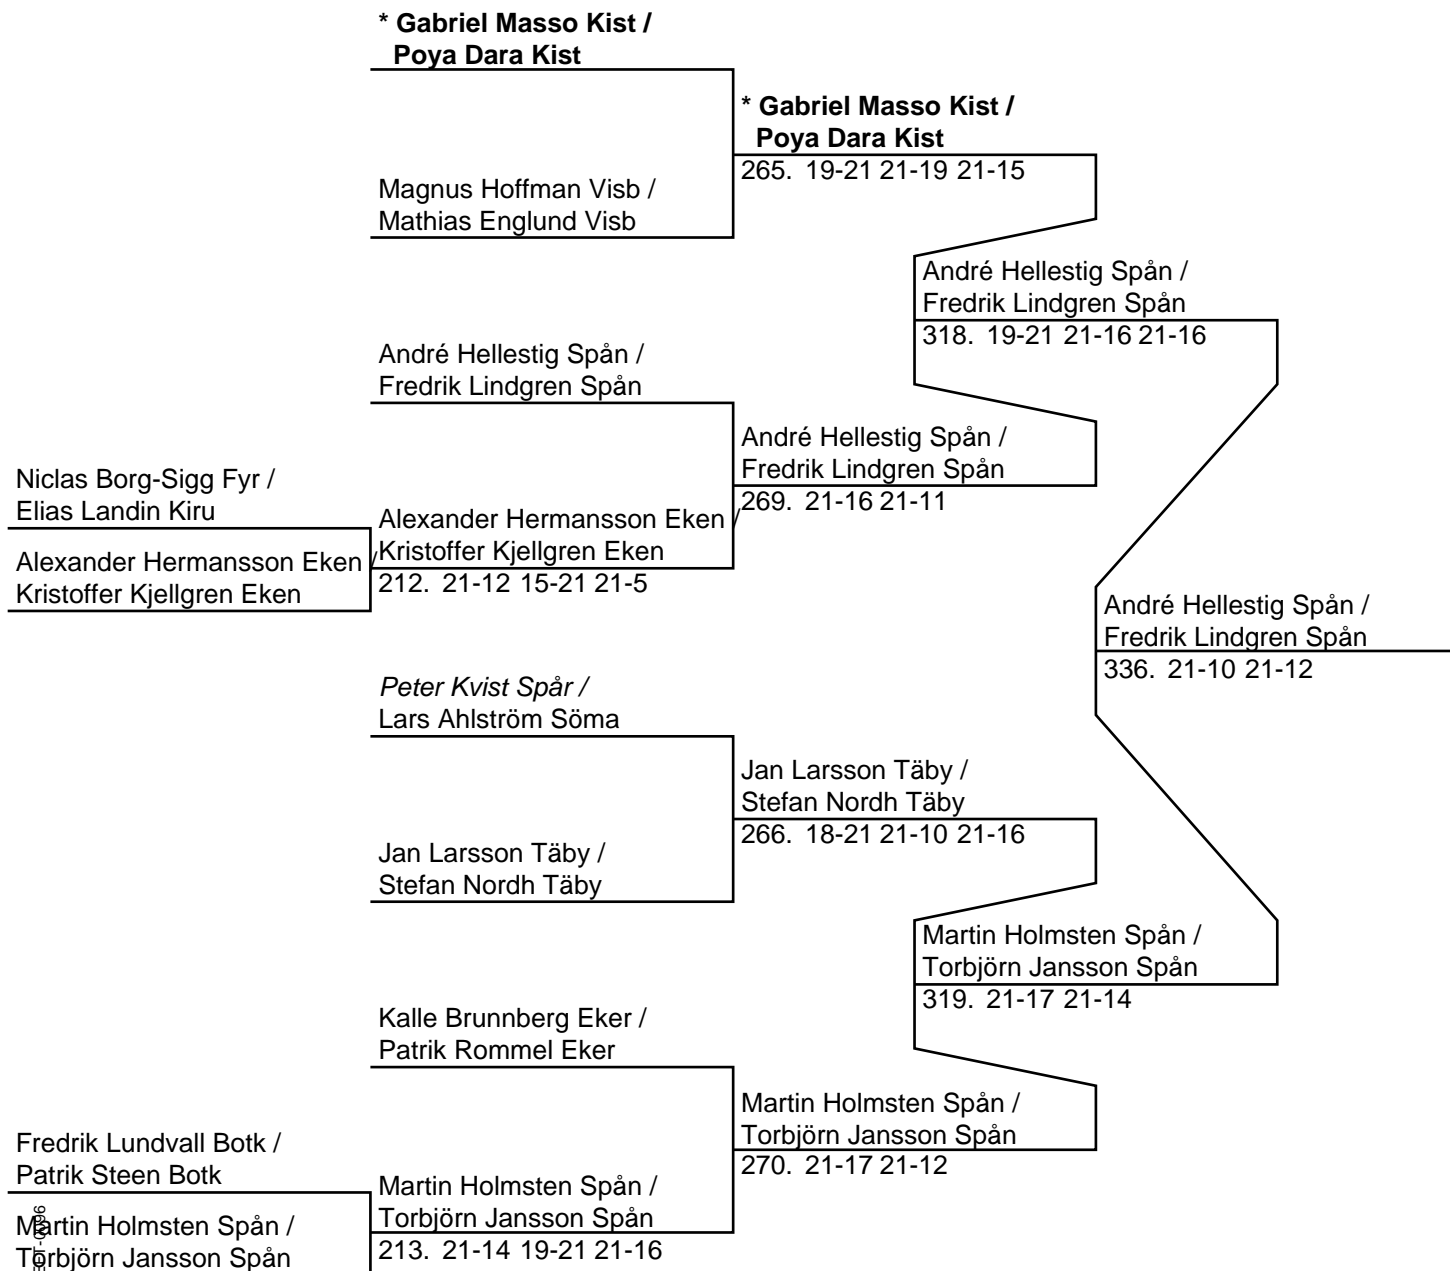 * Gabriel Masso Kist /
Poya Dara Kist
* Gabriel Masso Kist /
Poya Dara Kist
265. 19-21 21-19 21-15
Magnus Hoffman Visb /
Mathias Englund Visb
André Hellestig Spån /
Fredrik Lindgren Spån
318. 19-21 21-16 21-16
André Hellestig Spån /
Fredrik Lindgren Spån
André Hellestig Spån /
Fredrik Lindgren Spån
269. 21-16 21-11
Niclas Borg-Sigg Fyr /
Elias Landin Kiru
Alexander Hermansson Eken /
Kristoffer Kjellgren Eken
212. 21-12 15-21 21-5
Alexander Hermansson Eken /
Kristoffer Kjellgren Eken
André Hellestig Spån /
Fredrik Lindgren Spån
336. 21-10 21-12
Peter Kvist Spår /
Lars Ahlström Söma
Jan Larsson Täby /
Stefan Nordh Täby
266. 18-21 21-10 21-16
Jan Larsson Täby /
Stefan Nordh Täby
Martin Holmsten Spån /
Torbjörn Jansson Spån
319. 21-17 21-14
Kalle Brunnberg Eker /
Patrik Rommel Eker
Martin Holmsten Spån /
Torbjörn Jansson Spån
270. 21-17 21-12
Fredrik Lundvall Botk /
Patrik Steen Botk
Martin Holmsten Spån /
Torbjörn Jansson Spån
213. 21-14 19-21 21-16
Martin Holmsten Spån /
Torbjörn Jansson Spån